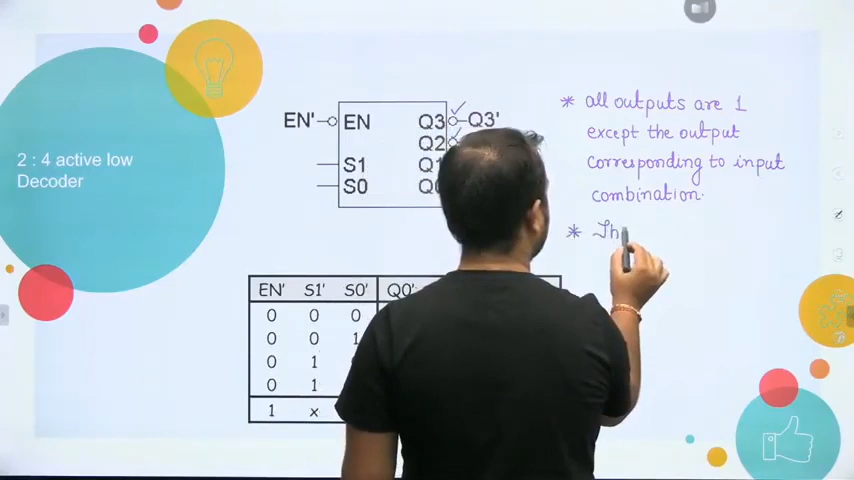 2 : 4 active low
Decoder
EN' EN Q3 Q3'
Q2
S1
S0
* all outputs are 1
except the output
corresponding to input
combination.
* Th
EN' S1' S0' Q0'
0 0 0
0 0 1
0 1
0 1
1 x